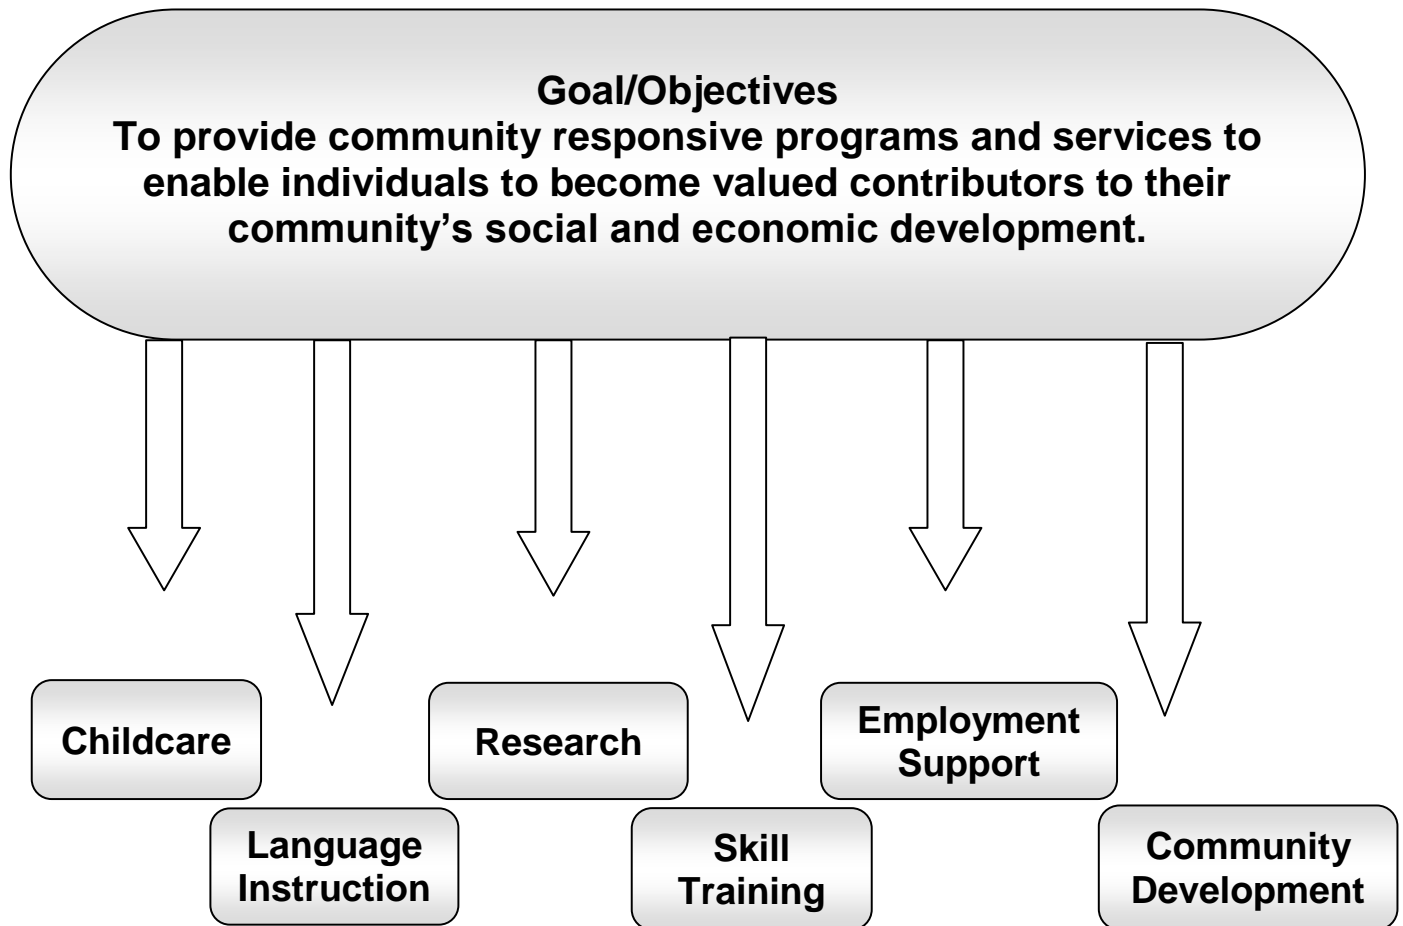 Goal/Objectives
To provide community responsive programs and services to
enable individuals to become valued contributors to their
community’s social and economic development.
Childcare
Language
Instruction
Research
Skill
Training
Employment
Support
Community
Development